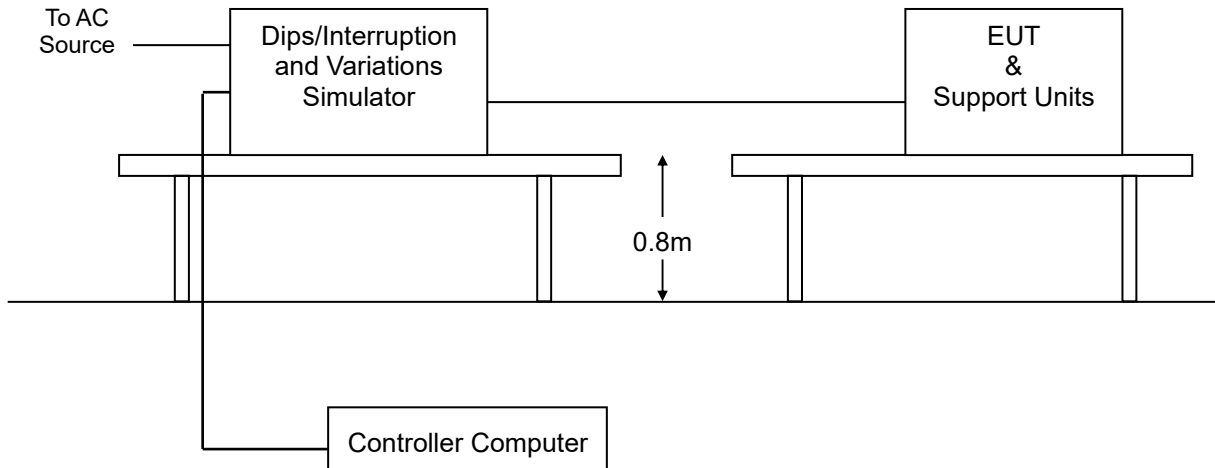 To AC
Source
Dips/Interruption
and Variations
Simulator
EUT
&
Support Units
0.8m
Controller Computer